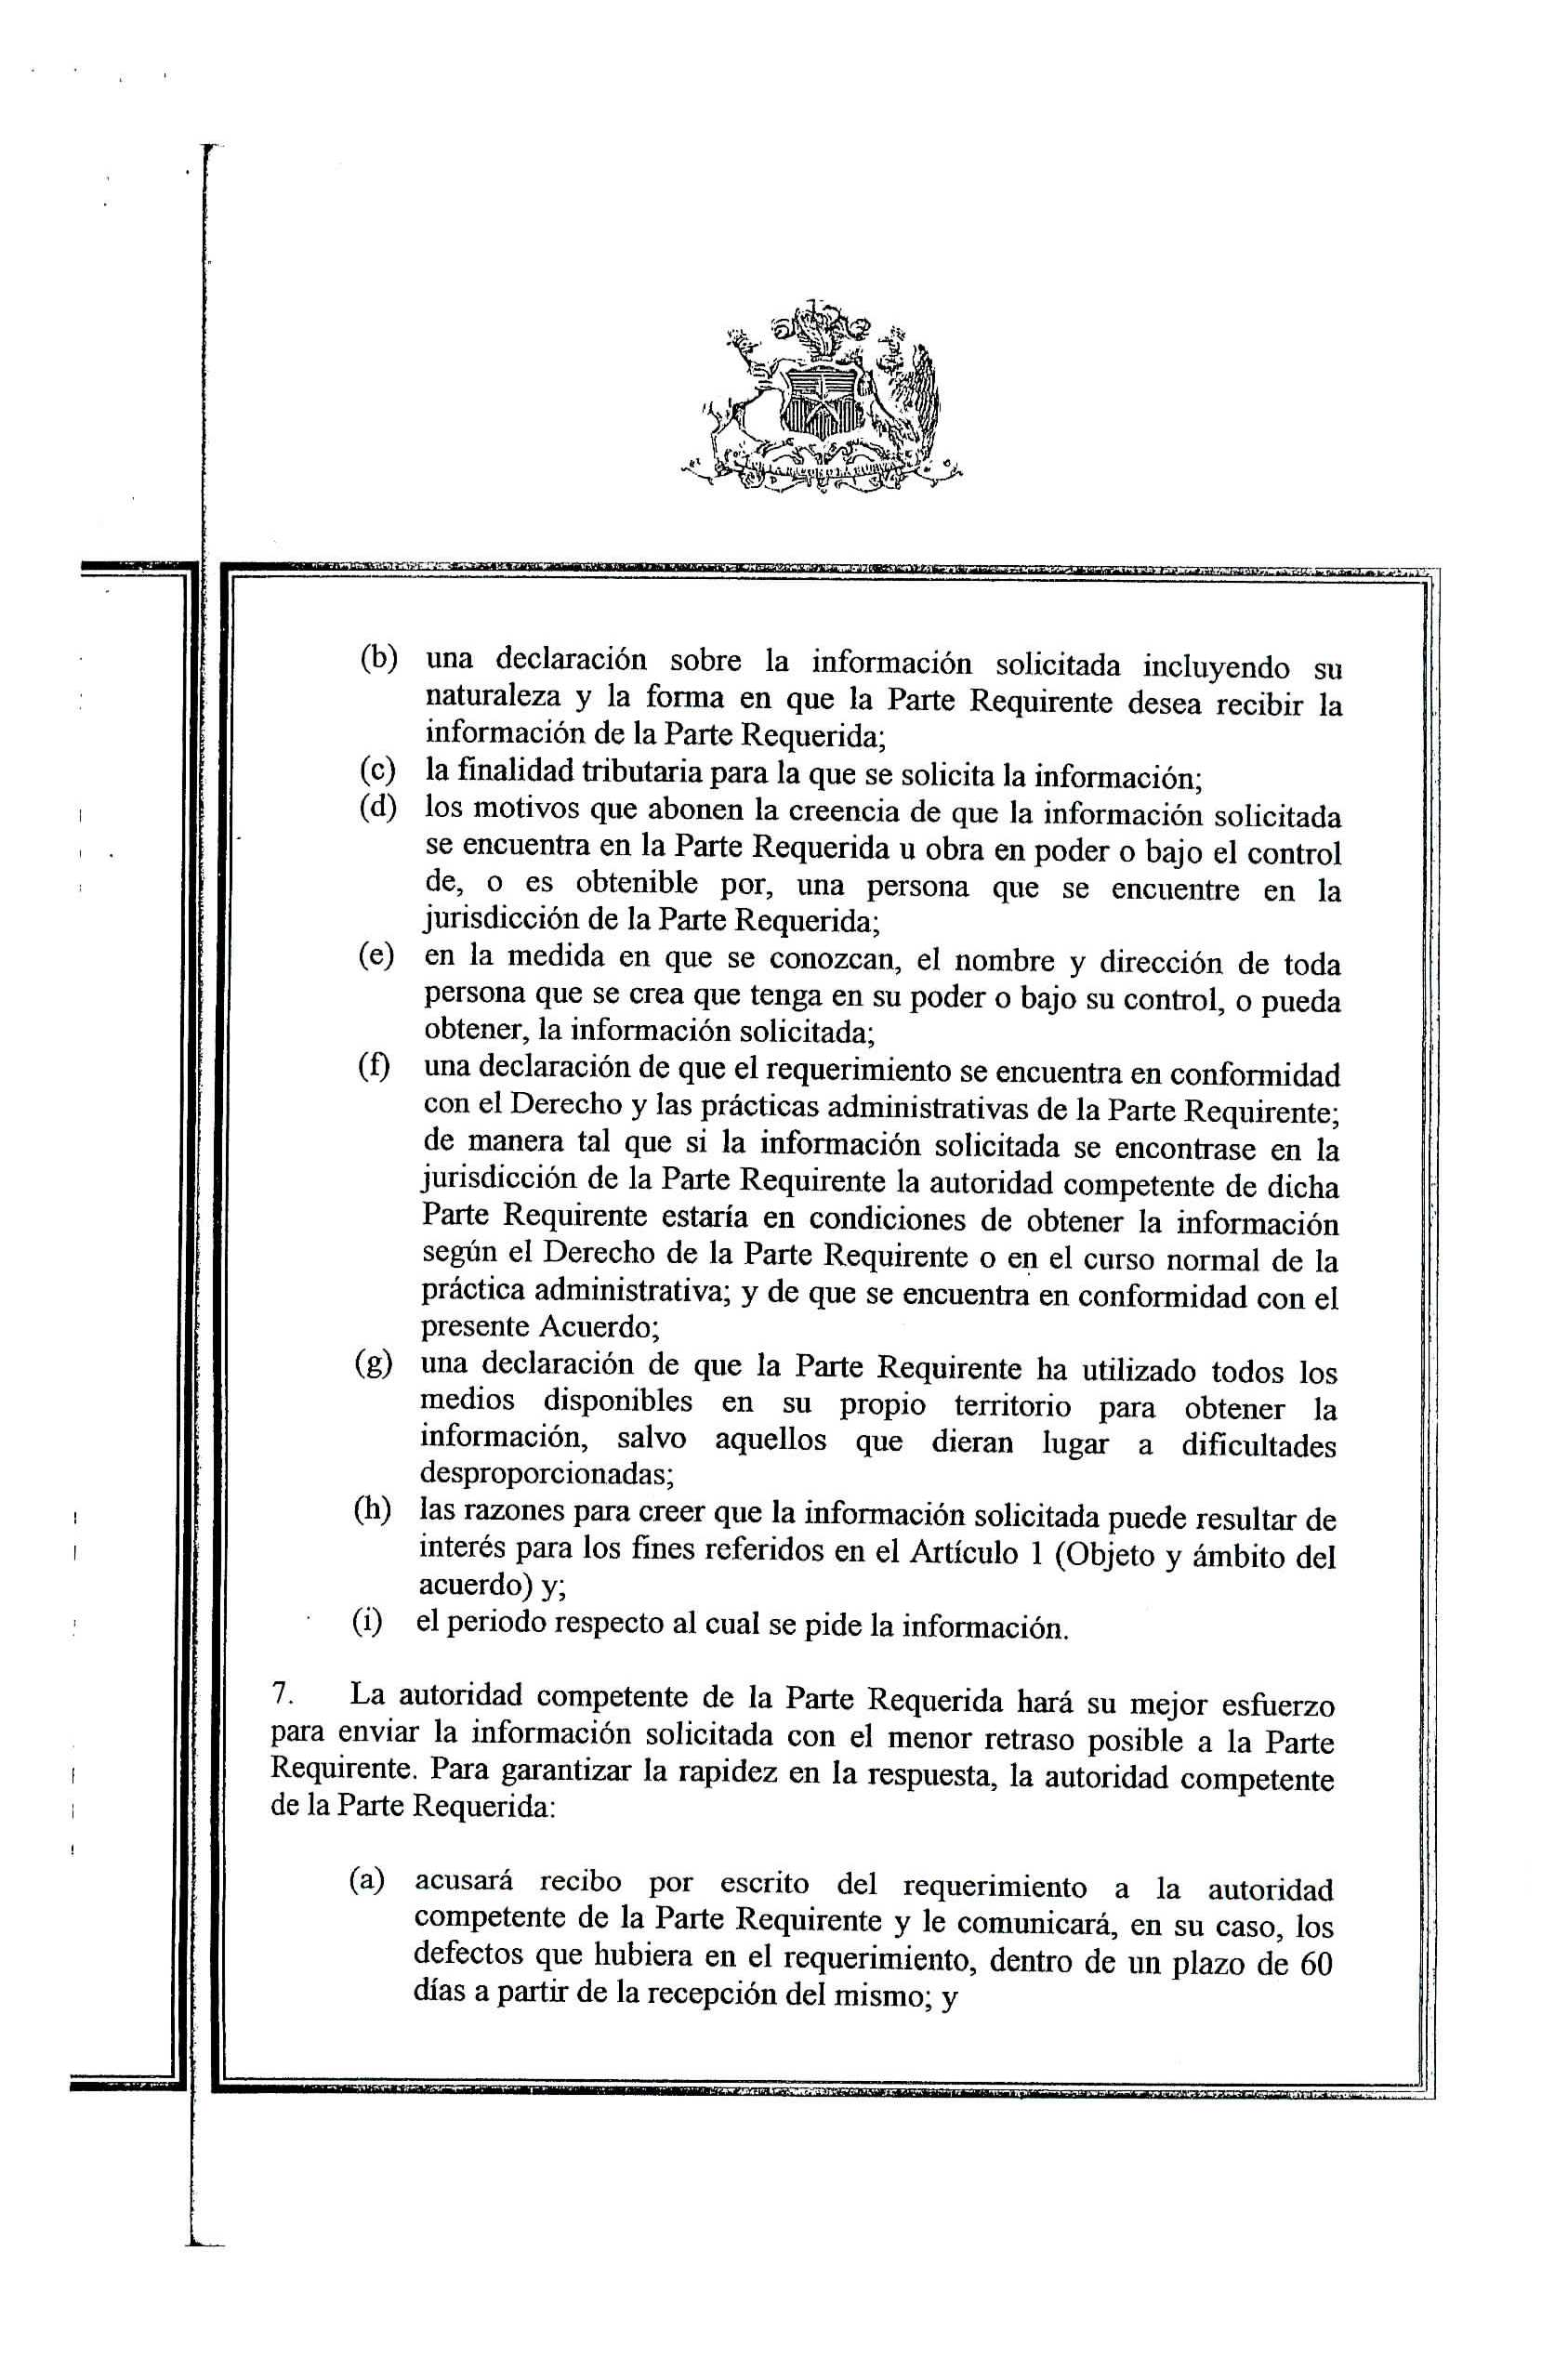 (b) una declaración sobre la información solicitada incluyendo su
naturaleza y la forma en que la Parte Requirente desea recibir la
información de la Parte Requerida;
(c) la finalidad tributaria para la que se solicita la información;
(d) los motivos que abonen la creencia de que la información solicitada
se encuentra en la Parte Requerida u obra en poder o bajo el control
de, o es obtenible por, una persona que se encuentre en la
jurisdicción de la Parte Requerida;
(e) en la medida en que se conozcan, el nombre y dirección de toda
persona que se crea que tenga en su poder o bajo su control, o pueda
obtener, la información solicitada;
(f) una declaración de que el requerimiento se encuentra en conformidad
con el Derecho y las prácticas administrativas de la Parte Requirente;
de manera tal que si la información solicitada se encontrase en la
jurisdicción de la Parte Requirente la autoridad competente de dicha
Parte Requirente estaría en condiciones de obtener la información
según el Derecho de la Parte Requirente o en el curso normal de la
práctica administrativa; y de que se encuentra en conformidad con el
presente Acuerdo;
(g) una declaración de que la Parte Requirente ha utilizado todos los
medios disponibles en su propio territorio para obtener la
información, salvo aquellos que dieran lugar a dificultades
desproporcionadas;
(h) las razones para creer que la información solicitada puede resultar de
interés para los fines referidos en el Artículo 1 (Objeto y ámbito del
acuerdo) y;
(i) el periodo respecto al cual se pide la información.
7. La autoridad competente de la Parte Requerida hará su mejor esfuerzo
para enviar la información solicitada con el menor retraso posible a la Parte
Requirente. Para garantizar la rapidez en la respuesta, la autoridad competente
de la Parte Requerida:
(a) acusará recibo por escrito del requerimiento a la autoridad
competente de la Parte Requirente y le comunicará, en su caso, los
defectos que hubiera en el requerimiento, dentro de un plazo de 60
días a partir de la recepción del mismo; y